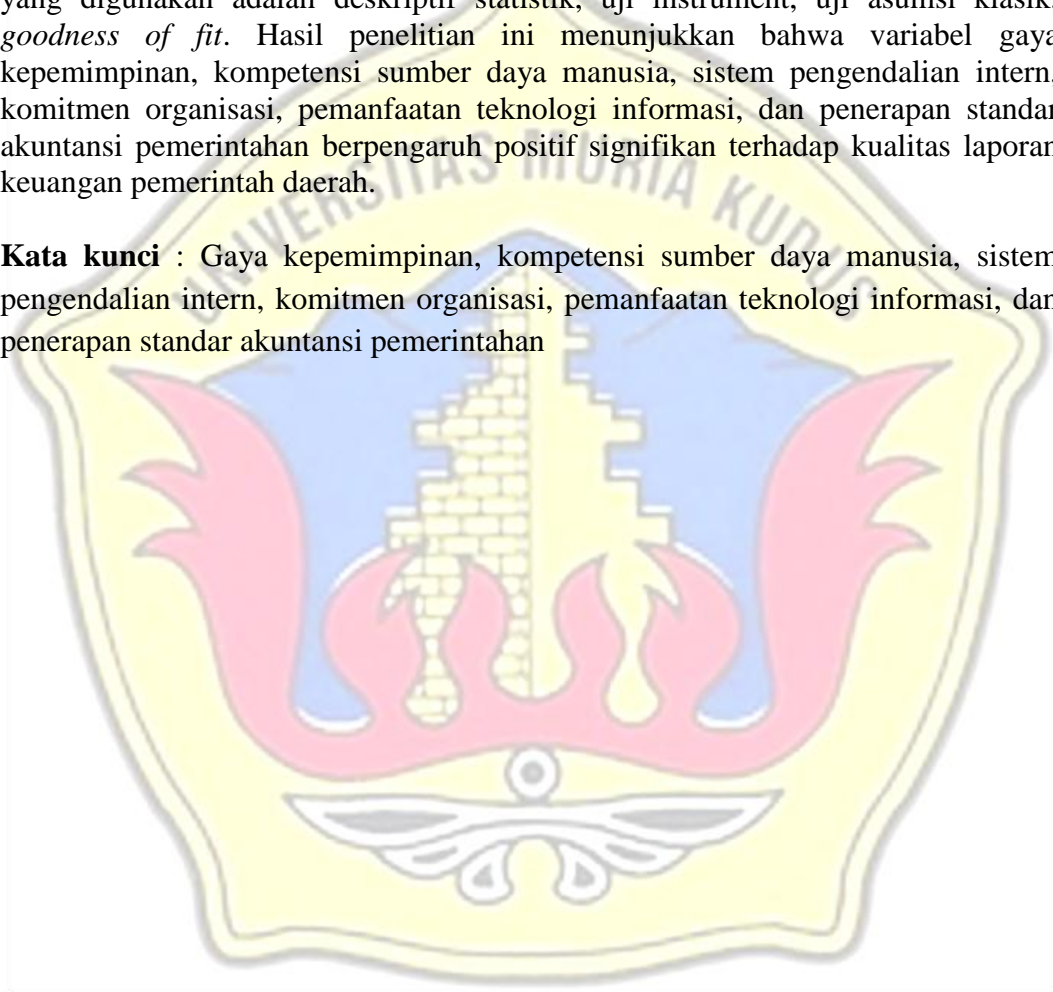 yang digunakan adalah deskriptif statistik, uji instrument, uji asumsi klasik,
goodness of fit. Hasil penelitian ini menunjukkan bahwa variabel gaya
kepemimpinan, kompetensi sumber daya manusia, sistem pengendalian intern,
komitmen organisasi, pemanfaatan teknologi informasi, dan penerapan standar
akuntansi pemerintahan berpengaruh positif signifikan terhadap kualitas laporan
keuangan pemerintah daerah.
UNIVERSITAS MURIA KUDUS
Kata kunci : Gaya kepemimpinan, kompetensi sumber daya manusia, sistem
pengendalian intern, komitmen organisasi, pemanfaatan teknologi informasi, dan
penerapan standar akuntansi pemerintahan